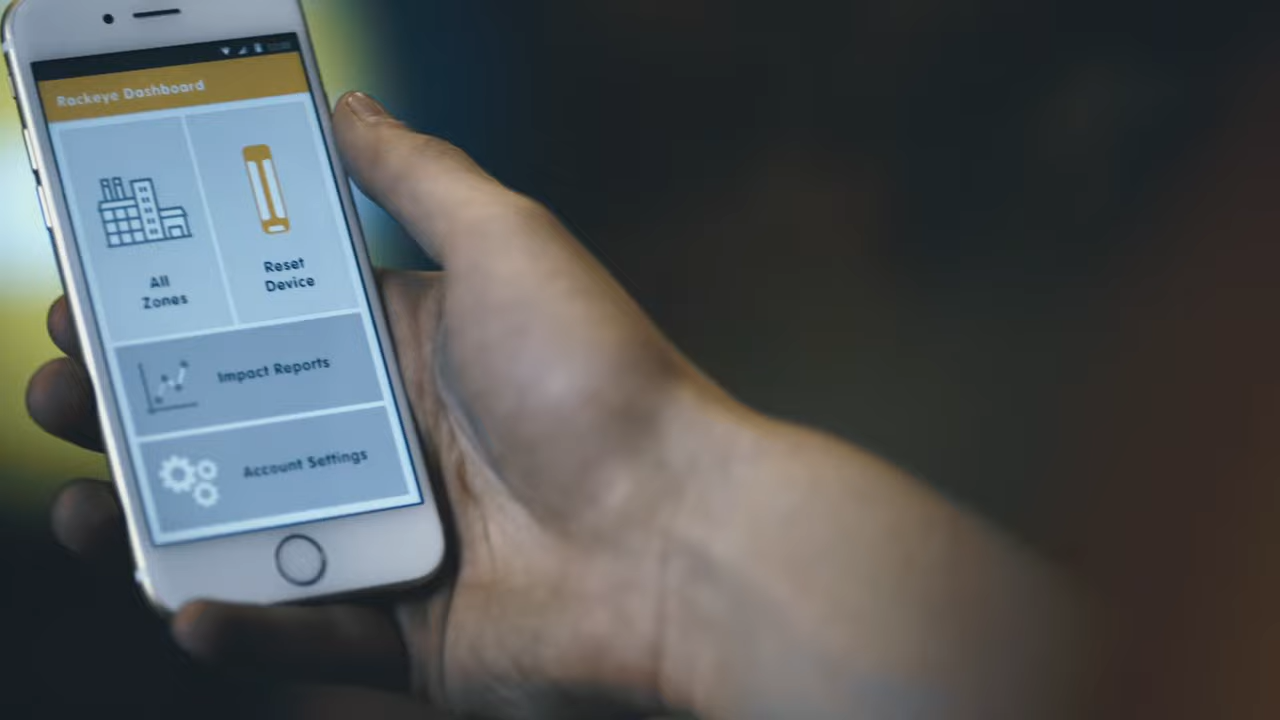 Rackeye Dashboard
All
Zones
Reset
Device
Impact Reports
Account Settings